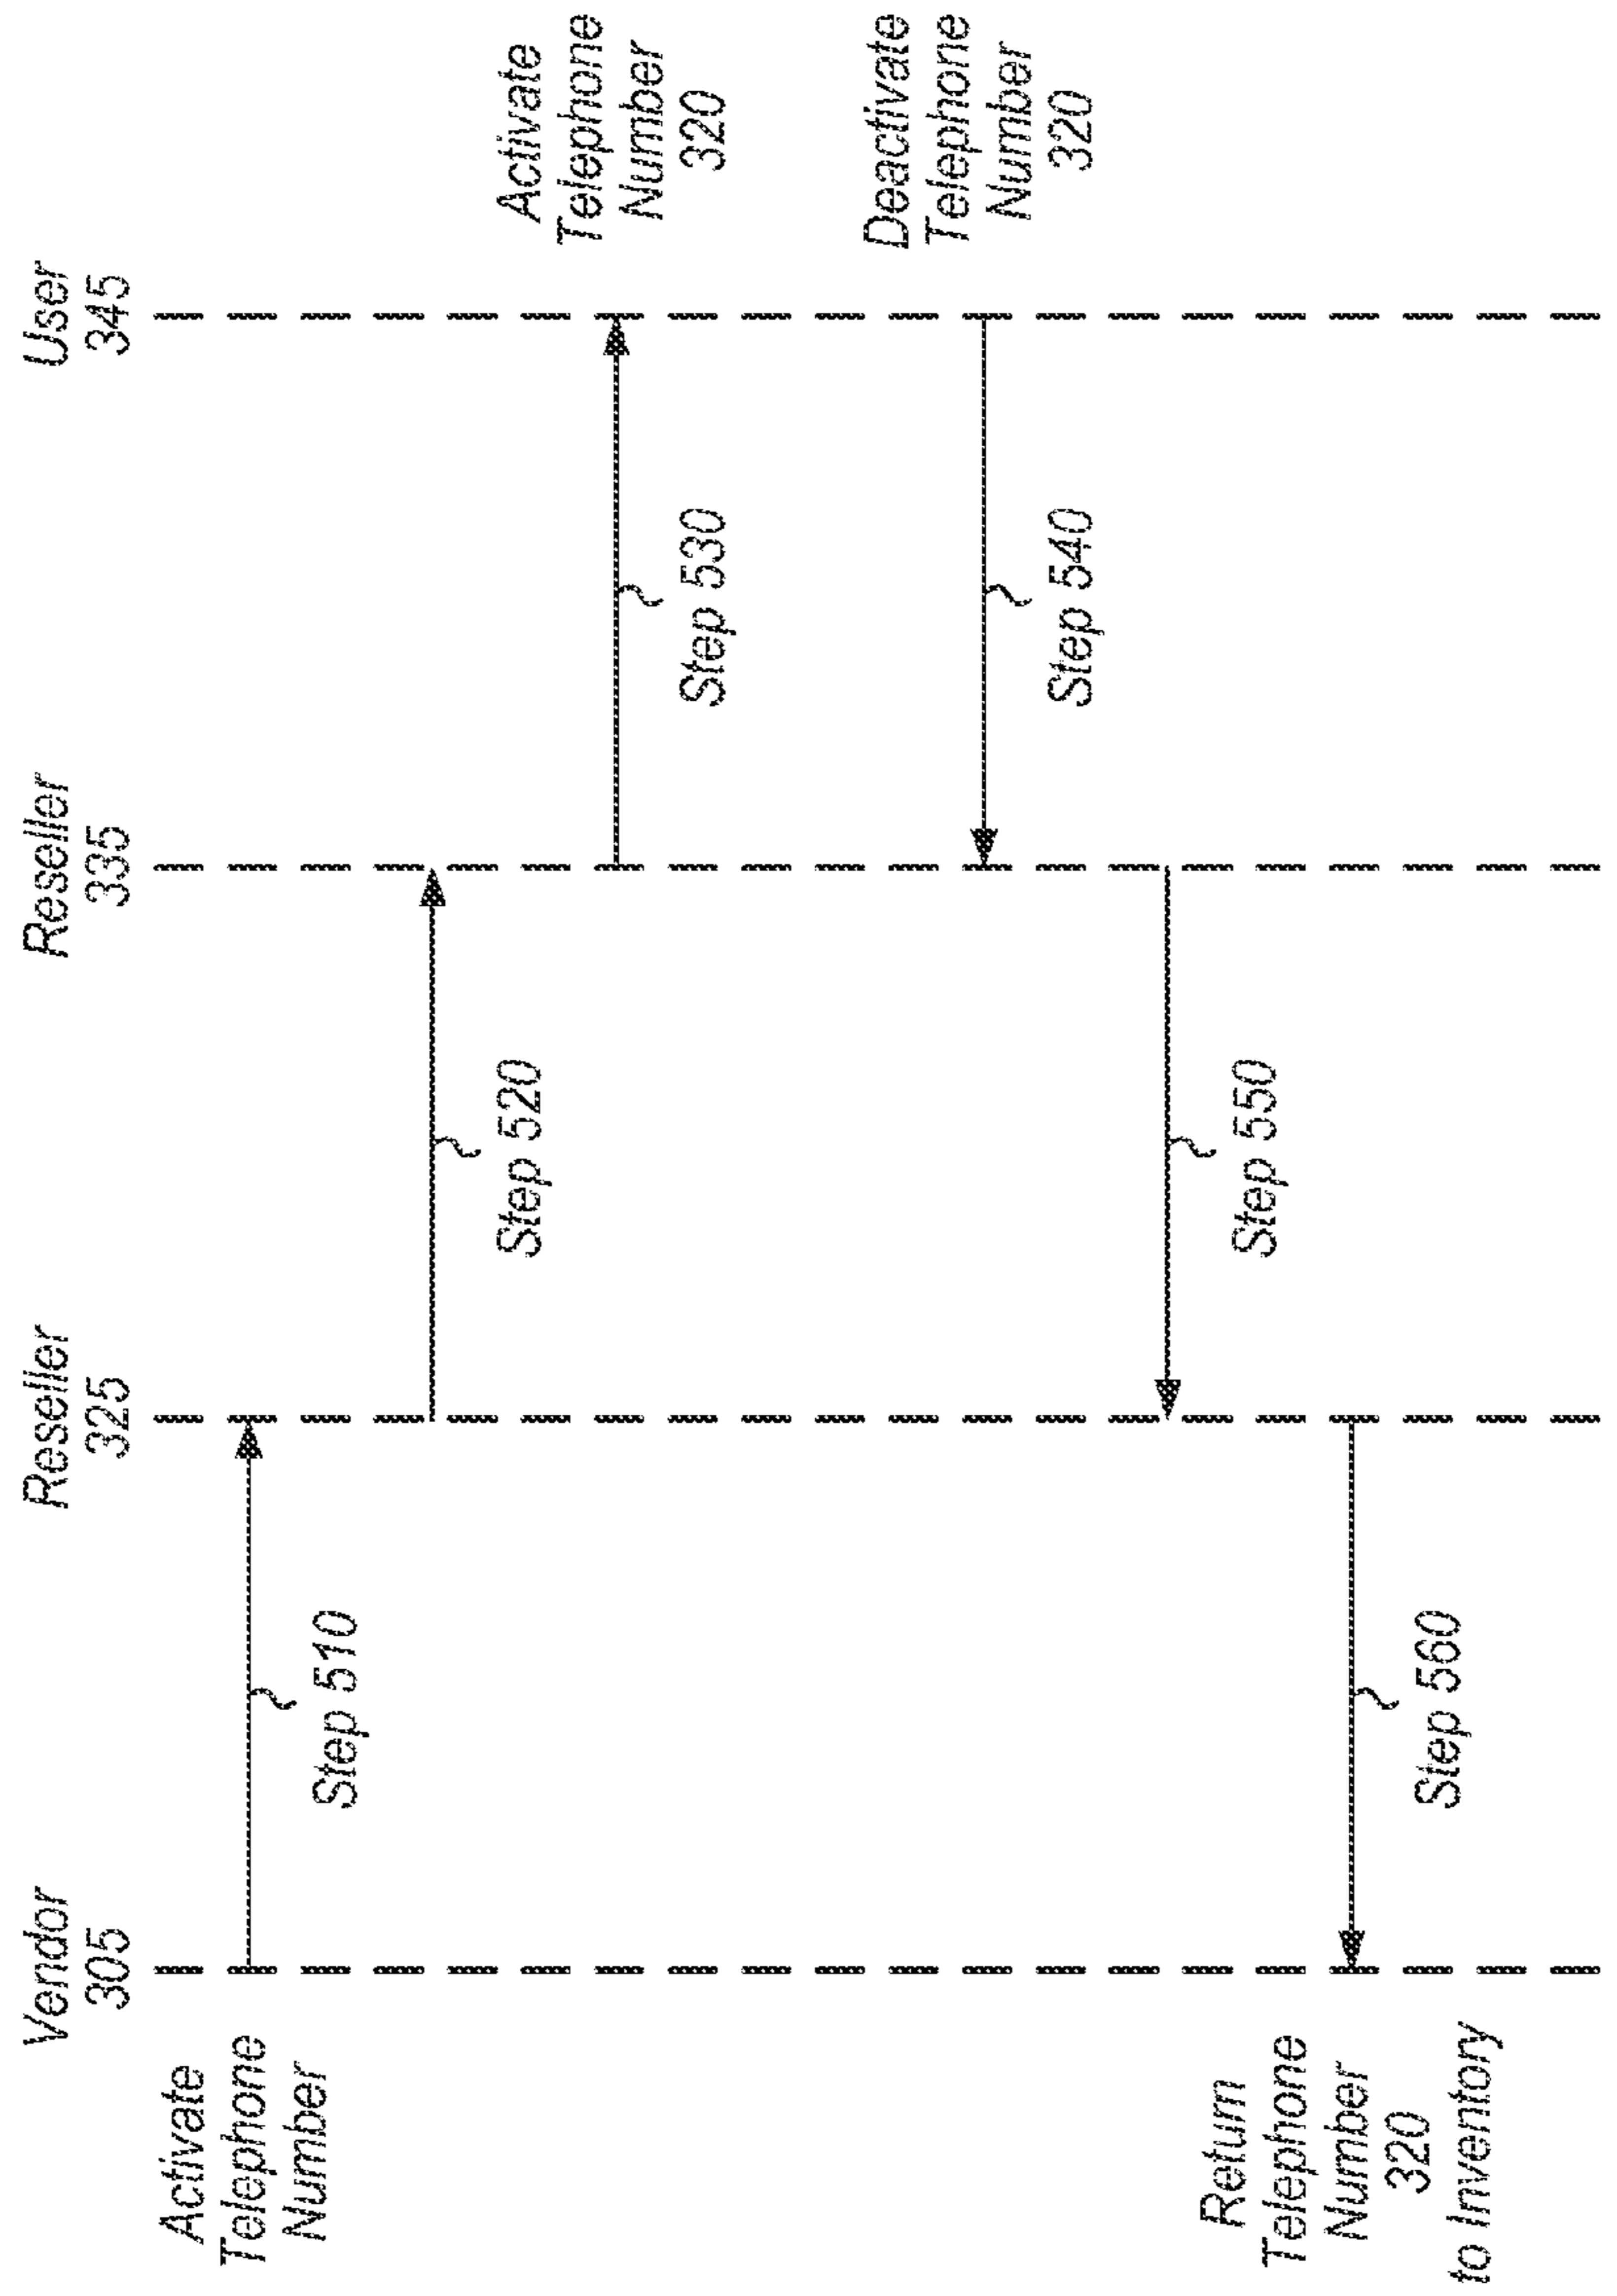 Vendor
305
Reseller
325
Reseller
335
User
345
Activate
Telephone
Number
Step 510
Step 520
Activate
Telephone
Number
320
Step 530
Deactivate
Telephone
Number
320
Step 540
Step 550
Return
Telephone
Number
320
to Inventory
Step 560